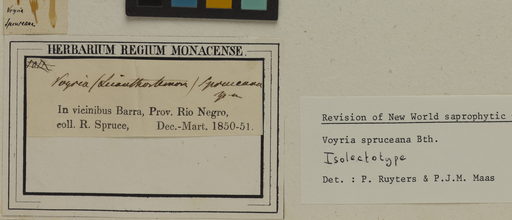 Voyria
Spruceana
HERBARIUM REGIUM MONACENSE.
Voyria (Leianthostemon) Spruceana
In vicinibus Barra, Prov. Rio Negro,
coll. R. Spruce, Dec.-Mart. 1850-51.
Revision of New World saprophytic
Voyria spruceana Bth.
Isolectotype
Det. : P. Ruyters & P.J.M. Maas